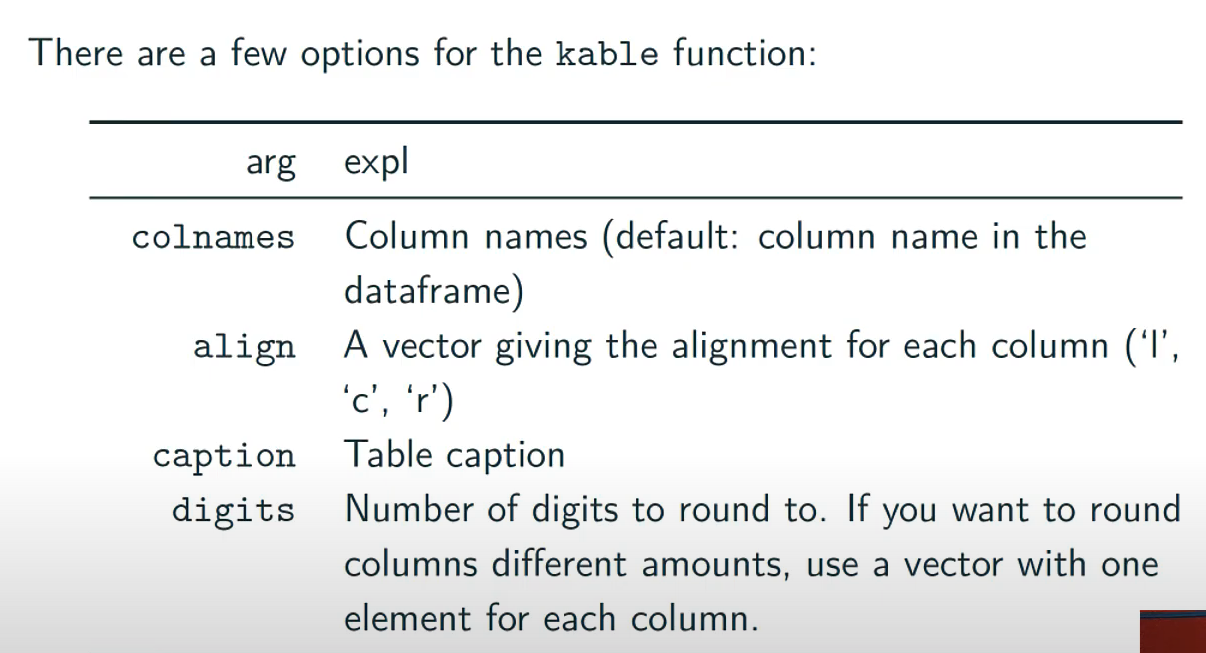 There are a few options for the kable function:
arg expl
colnames Column names (default: column name in the
dataframe)
align A vector giving the alignment for each column (‘l’,
‘c’, ‘r’)
caption Table caption
digits Number of digits to round to. If you want to round
columns different amounts, use a vector with one
element for each column.